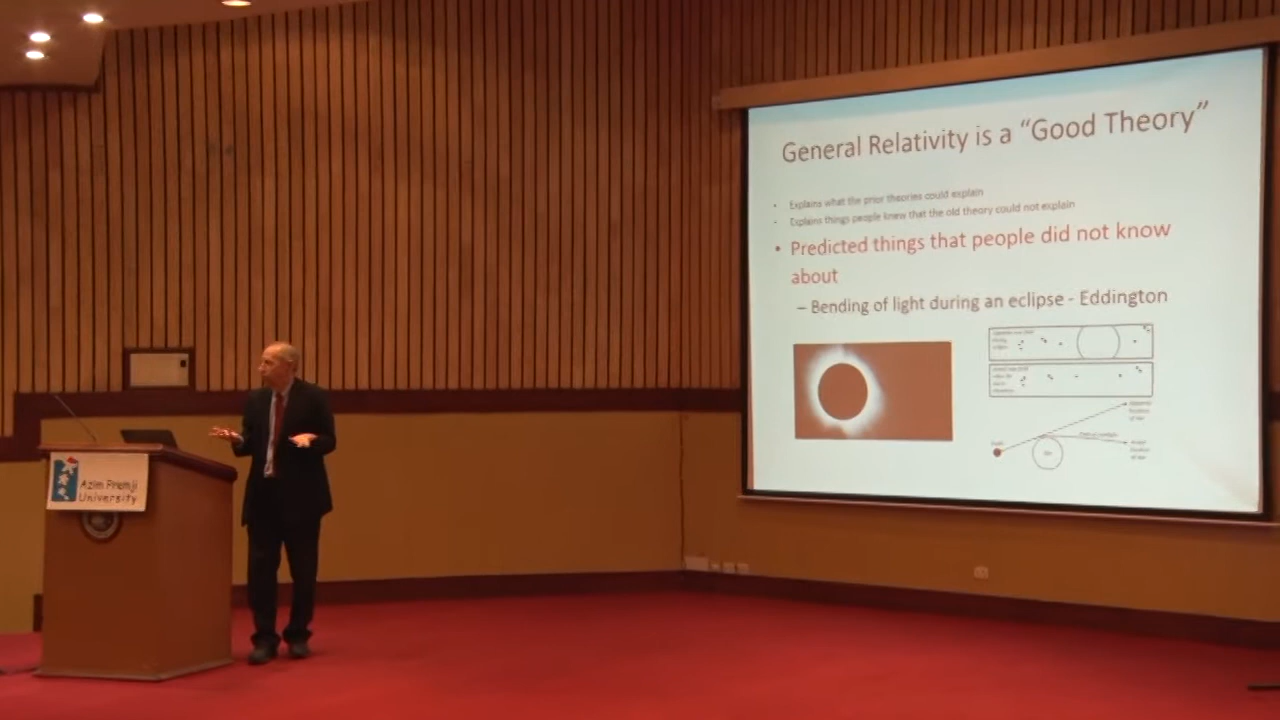 General Relativity is a “Good Theory”
• Explains what the prior theories could explain
• Explains things people knew that the old theory could not explain
• Predicted things that people did not know
about
– Bending of light during an eclipse - Eddington
Azim Premji
University